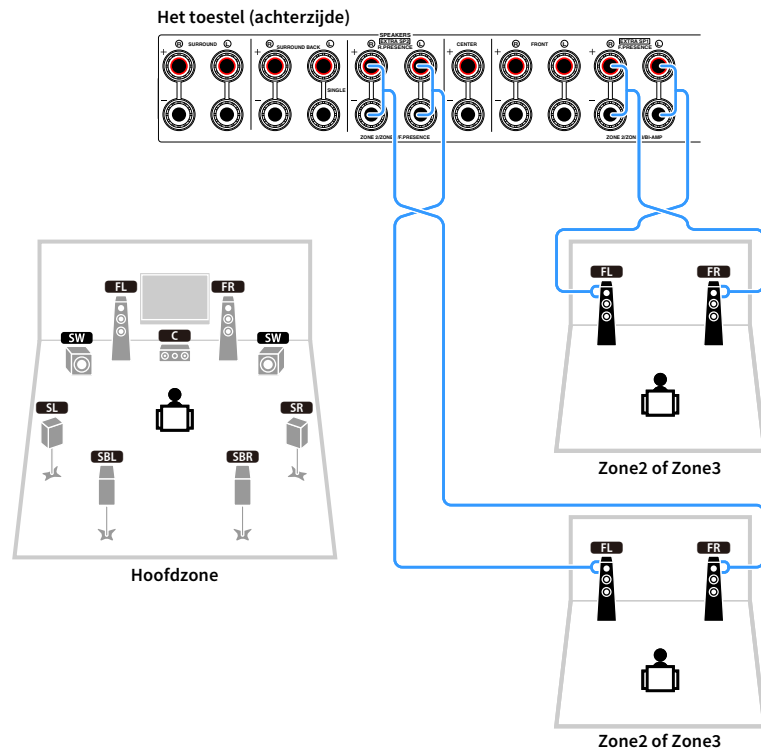 Het toestel (achterzijde)
SPEAKERS
R SURROUND L
R SURROUND BACK L
SINGLE
EXTRA SP2
R R.PRESENCE L
CENTER
R FRONT L
EXTRA SP1
R F.PRESENCE L
ZONE 2/ZONE /F.PRESENCE
ZONE 2/ZON /BI-AMP
FL FR
SW C SW
SL SR
SBL SBR
Hoofdzone
FL FR
Zone2 of Zone3
FL FR
Zone2 of Zone3